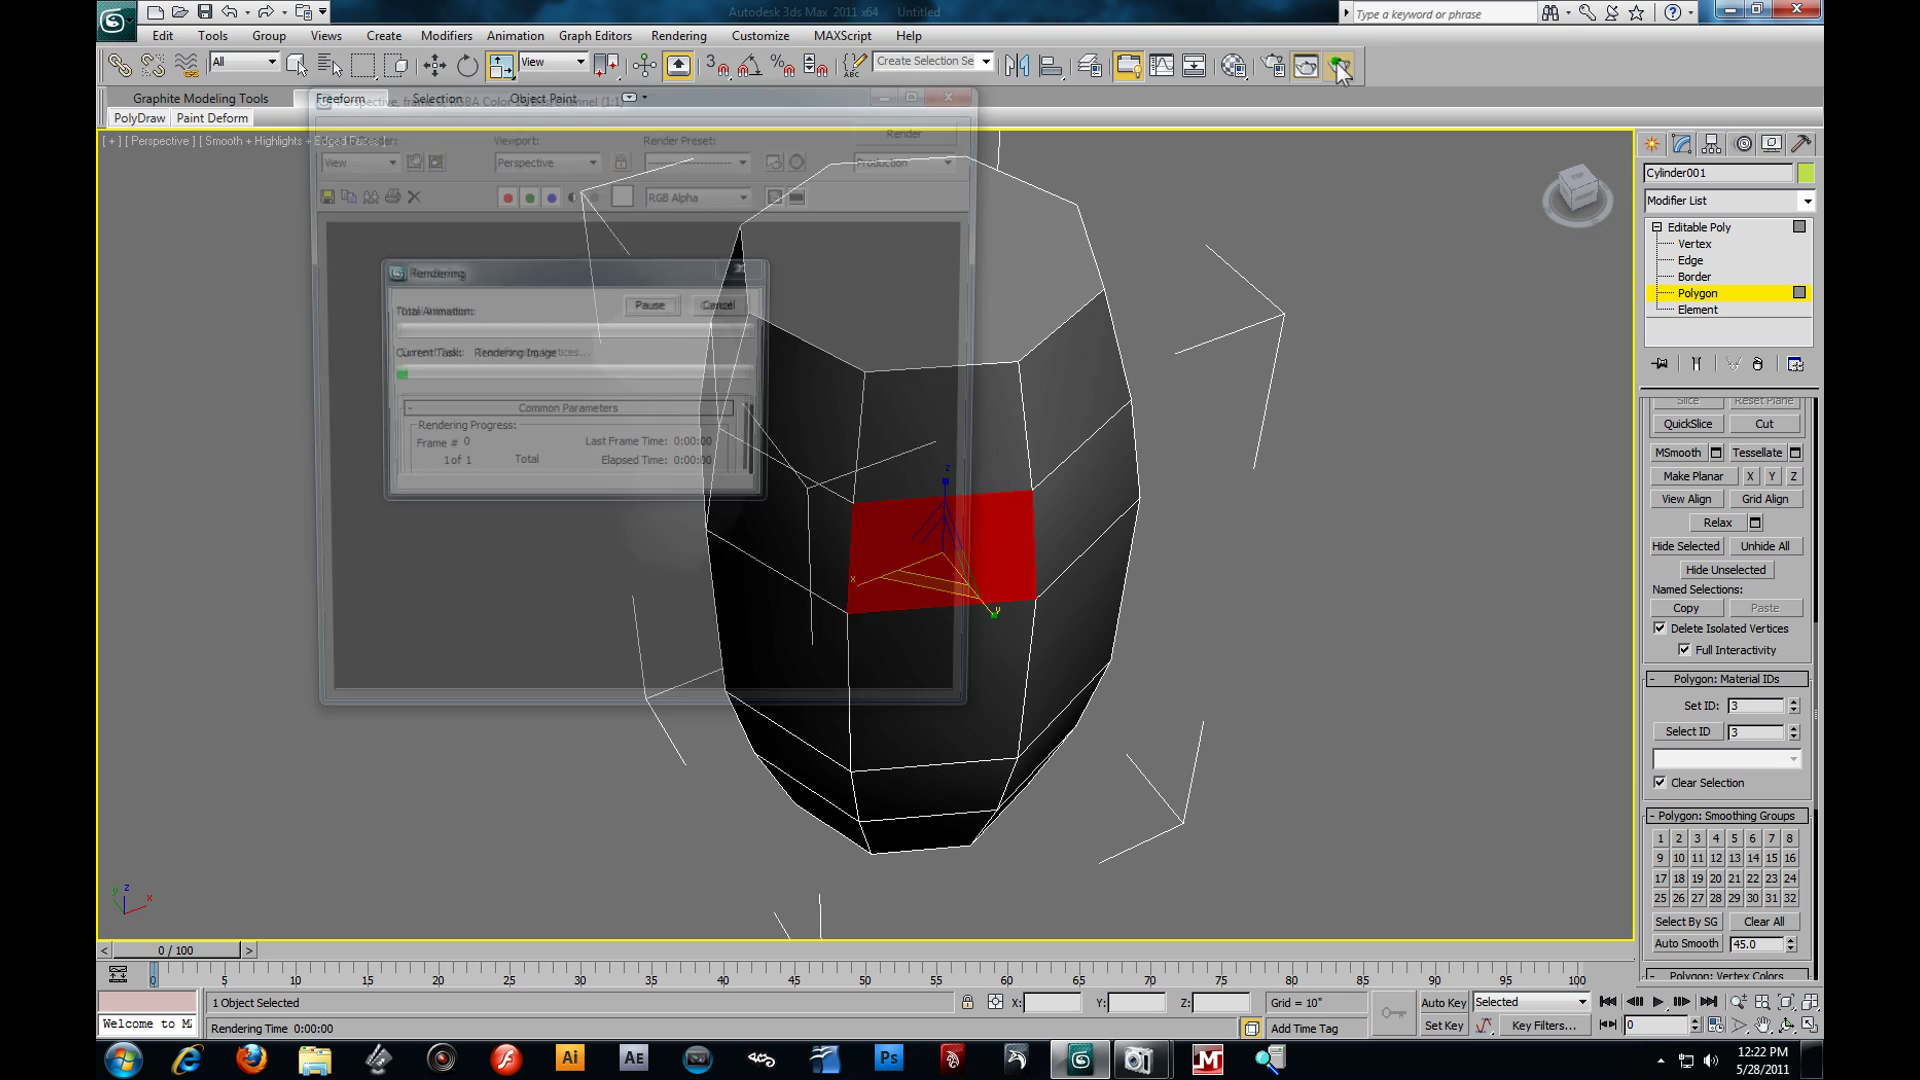 Autodesk 3ds Max 2011 x64 Untitled
Type a keyword or phrase
Edit Tools Group Views Create Modifiers Animation Graph Editors Rendering Customize MAXScript Help
All View Create Selection Se
Graphite Modeling Tools Freeform Selection Object Paint
PolyDraw Paint Deform
[ + ] [ Perspective ] [ Smooth + Highlights +
Viewport: Render Preset: Render
View Perspective Production
RGB Alpha
Rendering
Total Animation: Pause Cancel
Current Task: Rendering Image
Common Parameters
Rendering Progress:
Frame # 0 Last Frame Time: 0:00:00
1 of 1 Total Elapsed Time: 0:00:00
z
x
y
Cylinder001
Modifier List
Editable Poly
Vertex
Edge
Border
Polygon
Element
Slice Reset Plane
QuickSlice Cut
MSmooth Tessellate
Make Planar X Y Z
View Align Grid Align
Relax
Hide Selected Unhide All
Hide Unselected
Named Selections:
Copy Paste
Delete Isolated Vertices
Full Interactivity
- Polygon: Material IDs
Set ID: 3
Select ID 3
Clear Selection
- Polygon: Smoothing Groups
1 2 3 4 5 6 7 8
9 10 11 12 13 14 15 16
17 18 19 20 21 22 23 24
25 26 27 28 29 30 31 32
Select By SG Clear All
Auto Smooth 45.0
- Polygon: Vertex Colors
z
y x
< 0 / 100 >
0 5 10 15 20 25 30 35 40 45 50 55 60 65 70 75 80 85 90 95 100
1 Object Selected X: Y: Z: Grid = 10" Auto Key Selected
Welcome to M
Rendering Time 0:00:00 Add Time Tag Set Key Key Filters... 0
Ai AE Ps
12:22 PM
5/28/2011